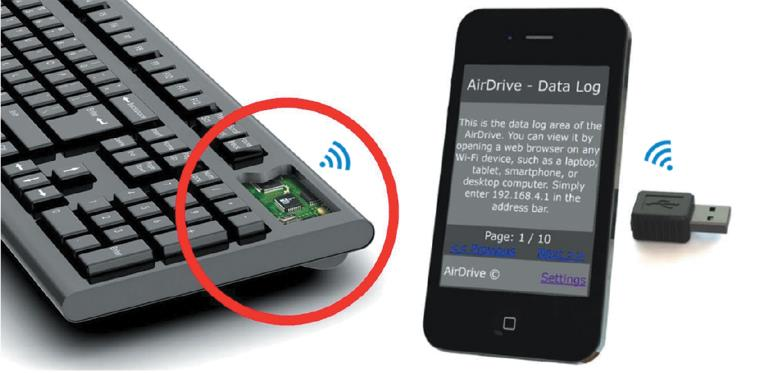 AirDrive - Data Log
This is the data log area of the
AirDrive. You can view it by
opening a web browser on any
Wi-Fi device, such as a laptop,
tablet, smartphone, or
desktop computer. Simply
enter 192.168.4.1 in the
address bar.
Page: 1 / 10
<< Previous Next >>
AirDrive © Settings